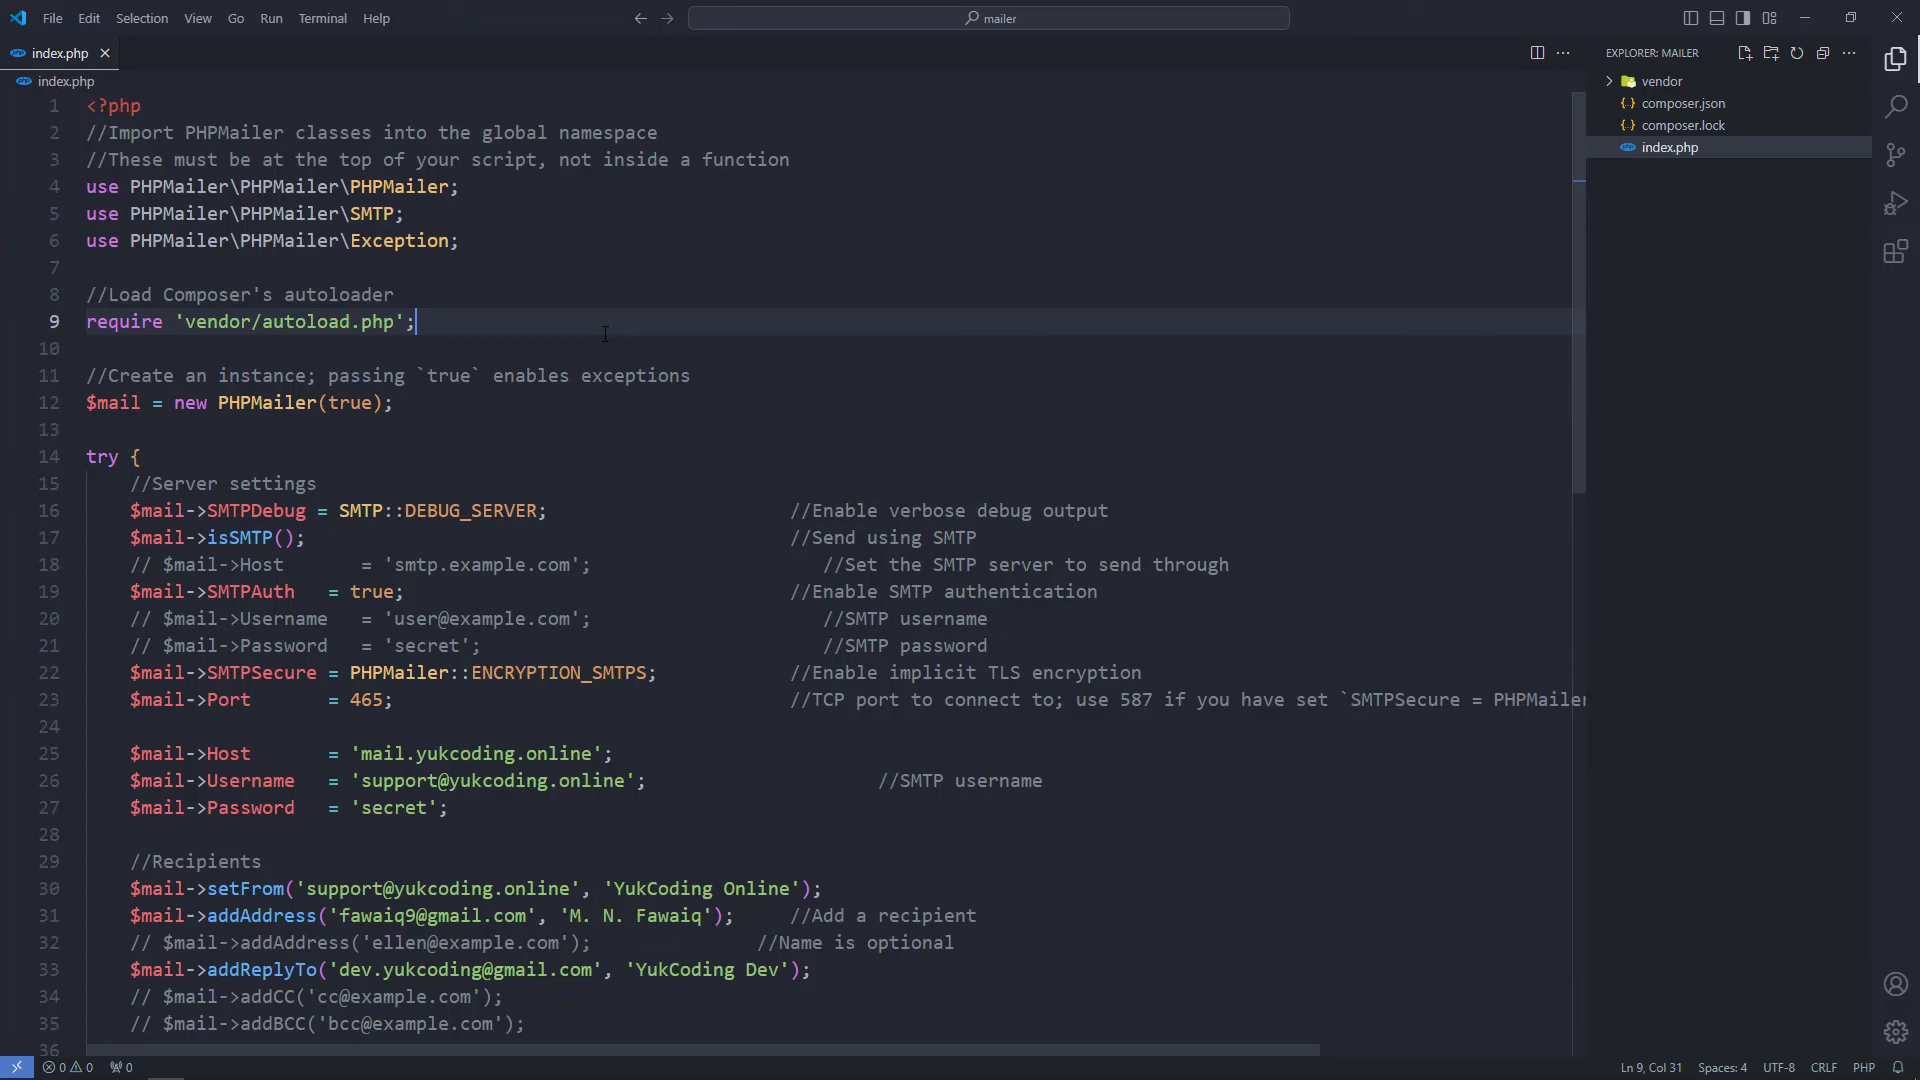 File Edit Selection View Go Run Terminal Help
mailer
index.php
index.php
1 <?php
2 //Import PHPMailer classes into the global namespace
3 //These must be at the top of your script, not inside a function
4 use PHPMailer\PHPMailer\PHPMailer;
5 use PHPMailer\PHPMailer\SMTP;
6 use PHPMailer\PHPMailer\Exception;
7
8 //Load Composer's autoloader
9 require 'vendor/autoload.php';
10
11 //Create an instance; passing `true` enables exceptions
12 $mail = new PHPMailer(true);
13
14 try {
15 //Server settings
16 $mail->SMTPDebug = SMTP::DEBUG_SERVER; //Enable verbose debug output
17 $mail->isSMTP(); //Send using SMTP
18 // $mail->Host = 'smtp.example.com'; //Set the SMTP server to send through
19 $mail->SMTPAuth = true; //Enable SMTP authentication
20 // $mail->Username = 'user@example.com'; //SMTP username
21 // $mail->Password = 'secret'; //SMTP password
22 $mail->SMTPSecure = PHPMailer::ENCRYPTION_SMTPS; //Enable implicit TLS encryption
23 $mail->Port = 465; //TCP port to connect to; use 587 if you have set `SMTPSecure = PHPMailer
24
25 $mail->Host = 'mail.yukcoding.online';
26 $mail->Username = 'support@yukcoding.online'; //SMTP username
27 $mail->Password = 'secret';
28
29 //Recipients
30 $mail->setFrom('support@yukcoding.online', 'YukCoding Online');
31 $mail->addAddress('fawaiq9@gmail.com', 'M. N. Fawaiq'); //Add a recipient
32 // $mail->addAddress('ellen@example.com'); //Name is optional
33 $mail->addReplyTo('dev.yukcoding@gmail.com', 'YukCoding Dev');
34 // $mail->addCC('cc@example.com');
35 // $mail->addBCC('bcc@example.com');
36
EXPLORER: MAILER
vendor
composer.json
composer.lock
index.php
0 0 0
Ln 9, Col 31 Spaces: 4 UTF-8 CRLF PHP